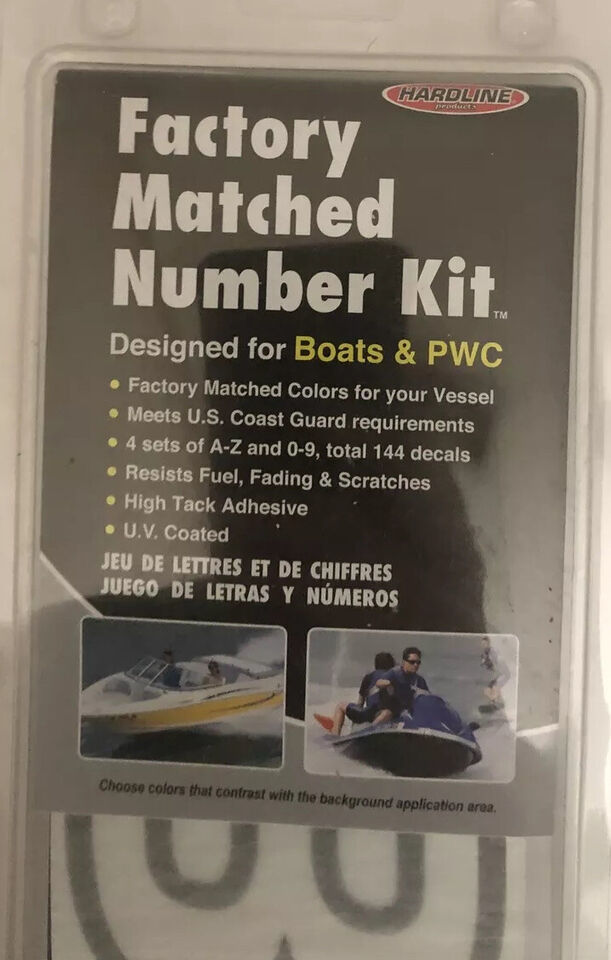 HARDLINE
products
Factory
Matched
Number Kit™
Designed for Boats & PWC
• Factory Matched Colors for your Vessel
• Meets U.S. Coast Guard requirements
• 4 sets of A-Z and 0-9, total 144 decals
• Resists Fuel, Fading & Scratches
• High Tack Adhesive
• U.V. Coated
JEU DE LETTRES ET DE CHIFFRES
JUEGO DE LETRAS Y NÚMEROS
Choose colors that contrast with the background application area.